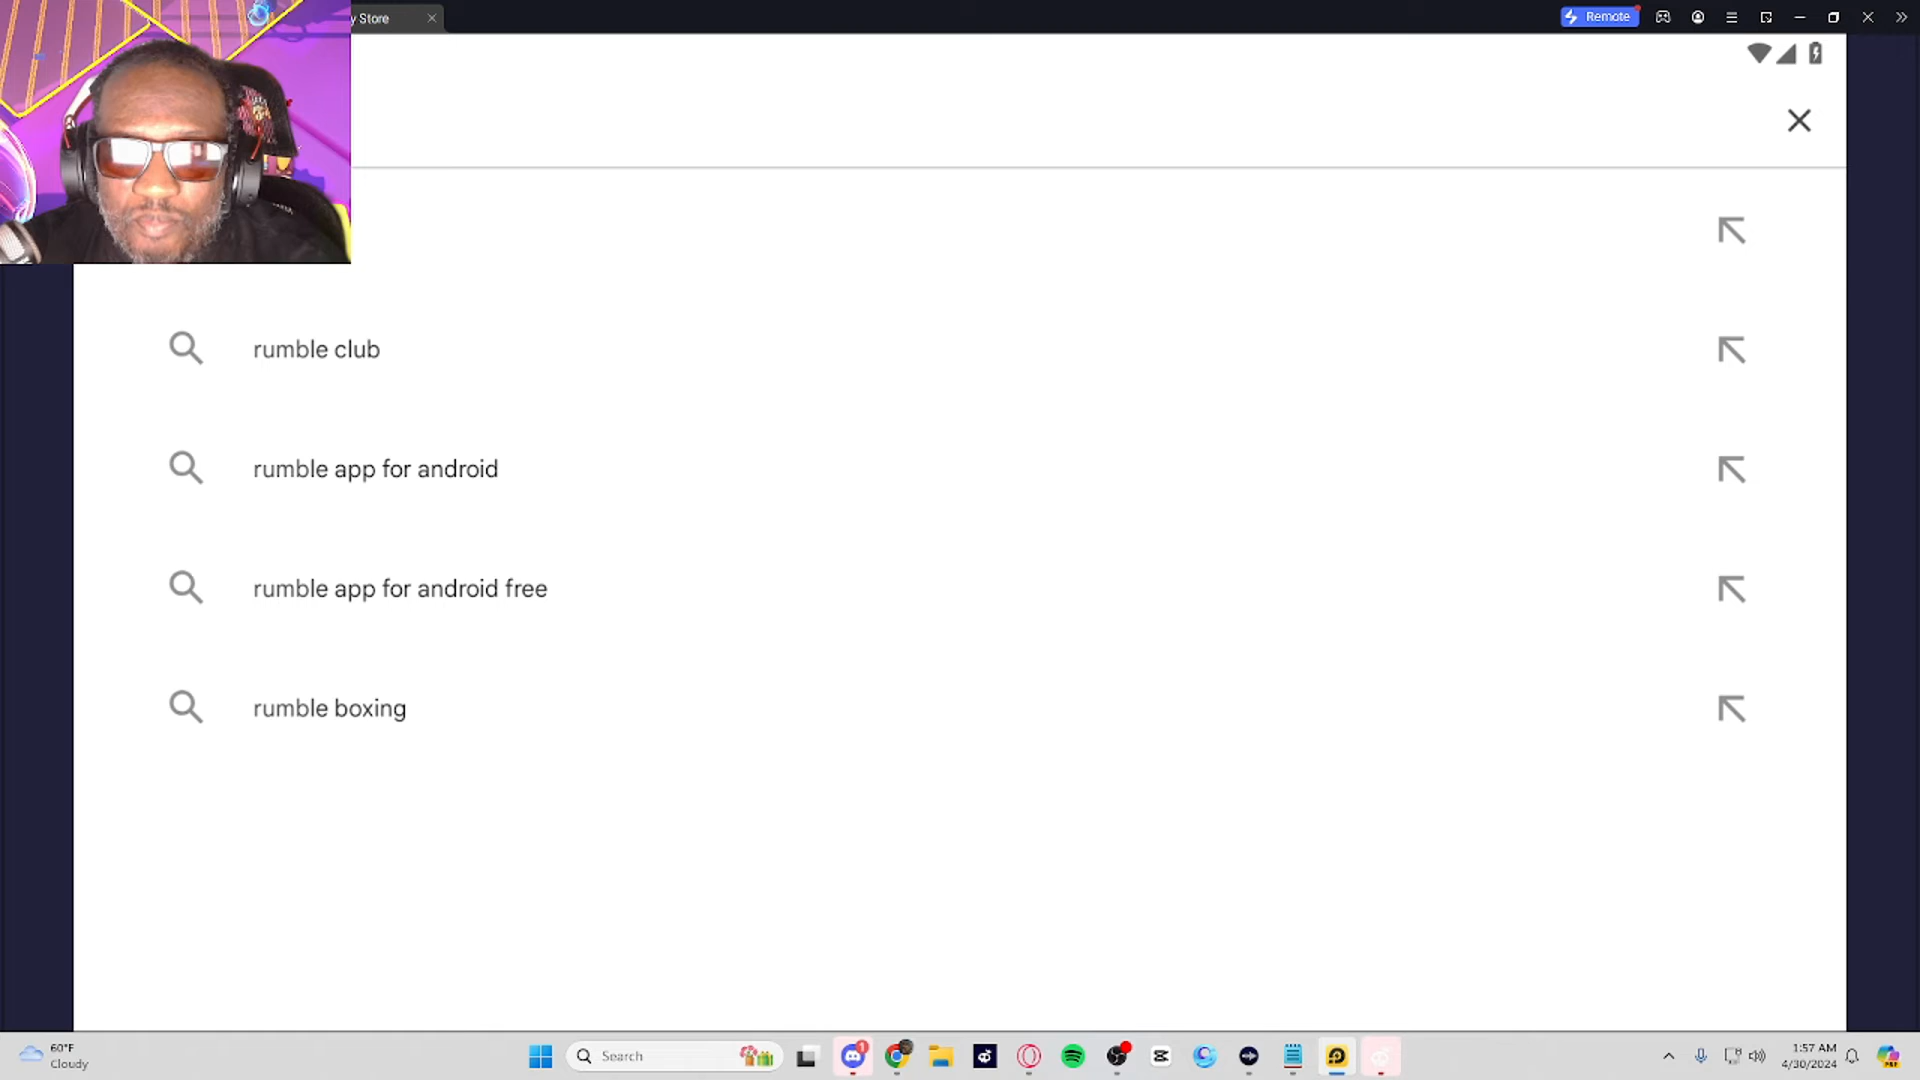 y Store
Remote
rumble club
rumble app for android
rumble app for android free
rumble boxing
60°F
Cloudy
Search
1
1:57 AM
4/30/2024